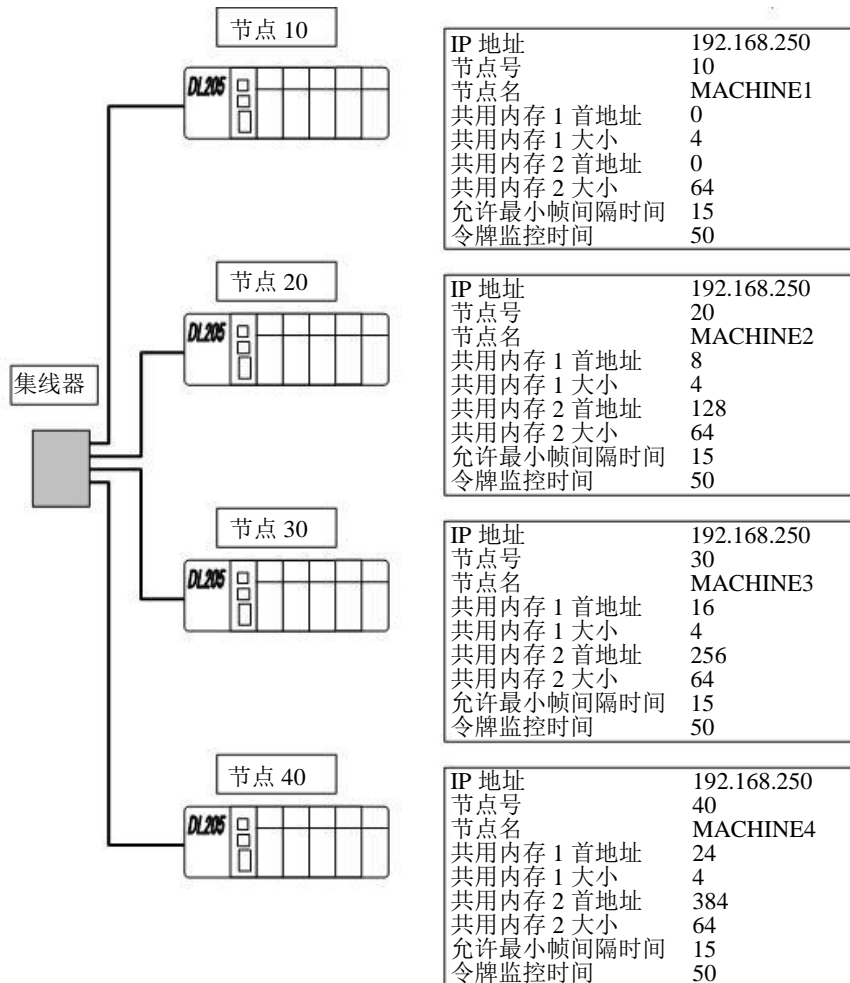 节点 10
DL205
IP 地址 192.168.250
节点号 10
节点名 MACHINE1
共用内存 1 首地址 0
共用内存 1 大小 4
共用内存 2 首地址 0
共用内存 2 大小 64
允许最小帧间隔时间 15
令牌监控时间 50
节点 20
DL205
IP 地址 192.168.250
节点号 20
节点名 MACHINE2
共用内存 1 首地址 8
共用内存 1 大小 4
共用内存 2 首地址 128
共用内存 2 大小 64
允许最小帧间隔时间 15
令牌监控时间 50
集线器
节点 30
DL205
IP 地址 192.168.250
节点号 30
节点名 MACHINE3
共用内存 1 首地址 16
共用内存 1 大小 4
共用内存 2 首地址 256
共用内存 2 大小 64
允许最小帧间隔时间 15
令牌监控时间 50
节点 40
DL205
IP 地址 192.168.250
节点号 40
节点名 MACHINE4
共用内存 1 首地址 24
共用内存 1 大小 4
共用内存 2 首地址 384
共用内存 2 大小 64
允许最小帧间隔时间 15
令牌监控时间 50